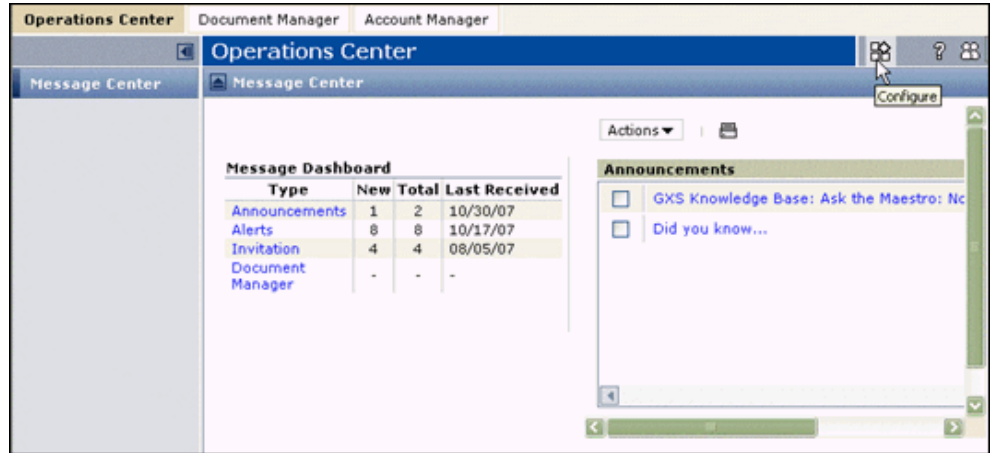 Operations Center Document Manager Account Manager
Operations Center ?
Message Center Message Center
Configure
Actions
Message Dashboard
Type New Total Last Received
Announcements 1 2 10/30/07
Alerts 8 8 10/17/07
Invitation 4 4 08/05/07
Document
Manager - - -
Announcements
GXS Knowledge Base: Ask the Maestro: Nc
Did you know...